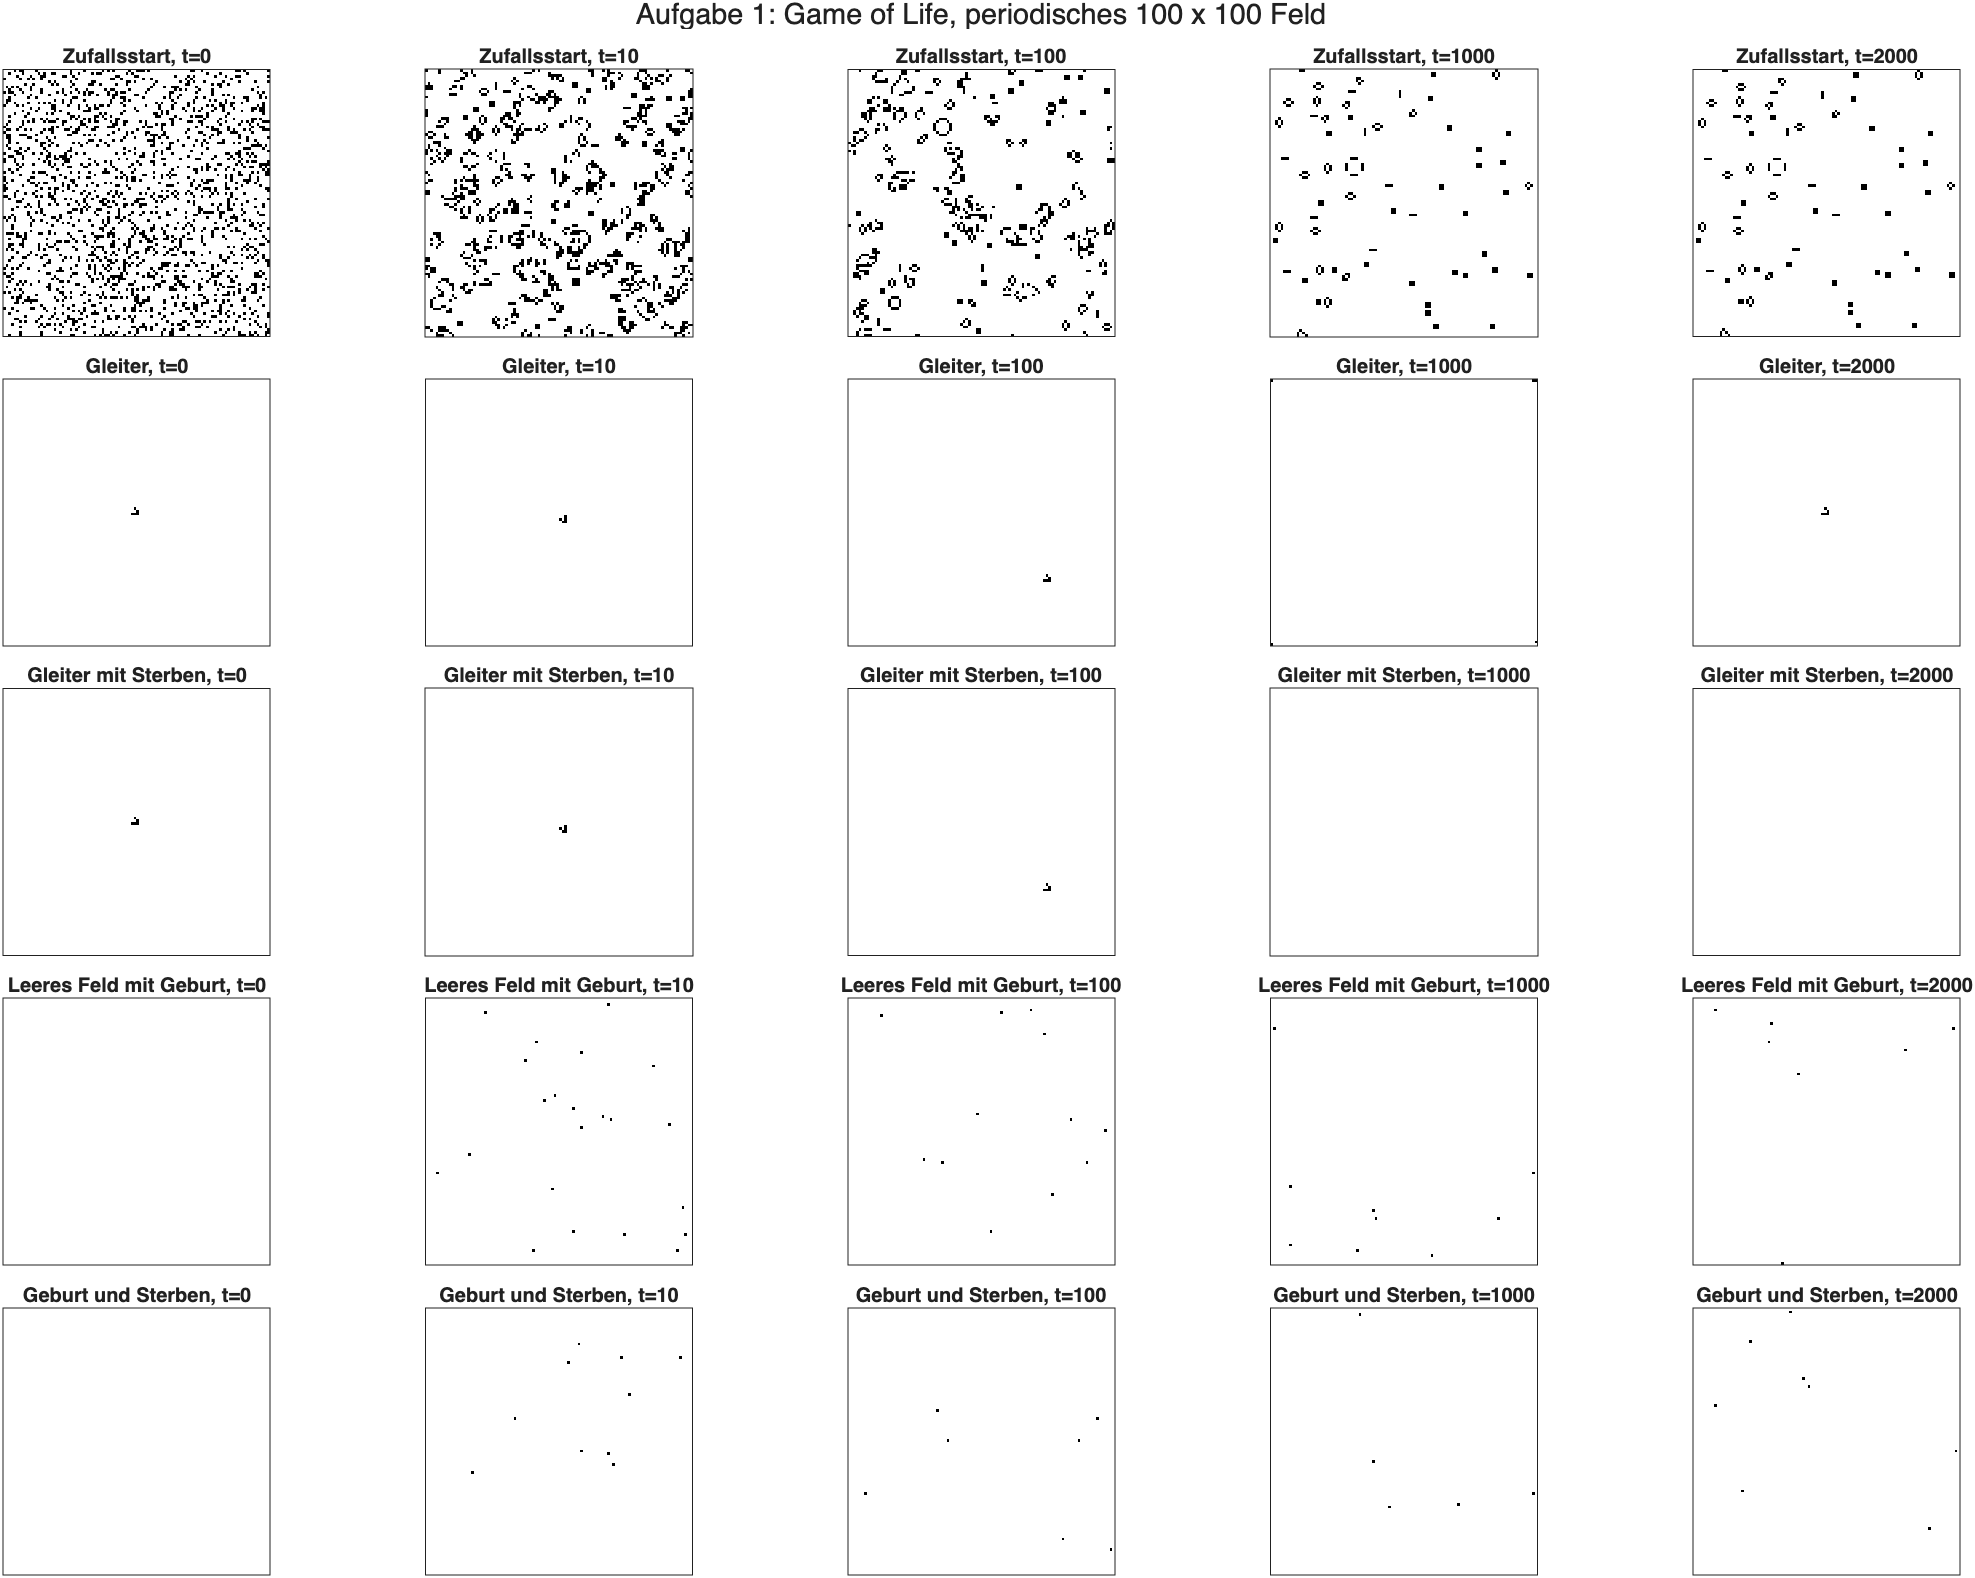 Aufgabe 1: Game of Life, periodisches 100 x 100 Feld
Zufallsstart, t=0
Zufallsstart, t=10
Zufallsstart, t=100
Zufallsstart, t=1000
Zufallsstart, t=2000
Gleiter, t=0
Gleiter, t=10
Gleiter, t=100
Gleiter, t=1000
Gleiter, t=2000
Gleiter mit Sterben, t=0
Gleiter mit Sterben, t=10
Gleiter mit Sterben, t=100
Gleiter mit Sterben, t=1000
Gleiter mit Sterben, t=2000
Leeres Feld mit Geburt, t=0
Leeres Feld mit Geburt, t=10
Leeres Feld mit Geburt, t=100
Leeres Feld mit Geburt, t=1000
Leeres Feld mit Geburt, t=2000
Geburt und Sterben, t=0
Geburt und Sterben, t=10
Geburt und Sterben, t=100
Geburt und Sterben, t=1000
Geburt und Sterben, t=2000